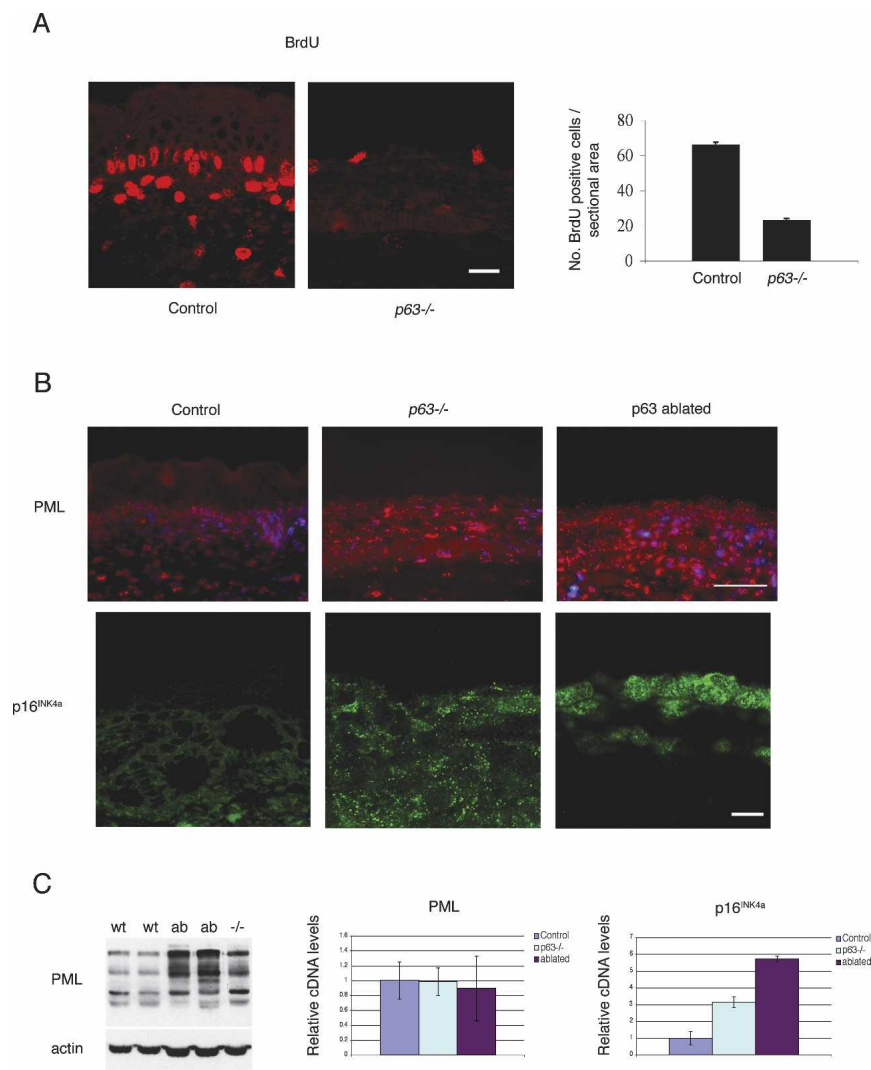 A
BrdU
Control
p63-/-
No. BrdU positive cells /
sectional area
80
60
40
20
0
Control
p63-/-
B
Control
p63-/-
p63 ablated
PML
p16INK4a
C
wt wt ab ab -/-
PML
actin
PML
Relative cDNA levels
1.6
1.4
1.2
1
0.8
0.6
0.4
0.2
0
Control
p63-/-
ablated
p16INK4a
Relative cDNA levels
7
6
5
4
3
2
1
0
Control
p63-/-
ablated